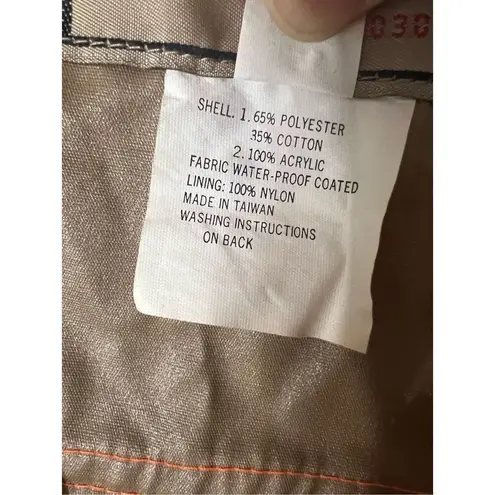 030
SHELL. 1. 65% POLYESTER
35% COTTON
2. 100% ACRYLIC
FABRIC WATER-PROOF COATED
LINING: 100% NYLON
MADE IN TAIWAN
WASHING INSTRUCTIONS
ON BACK